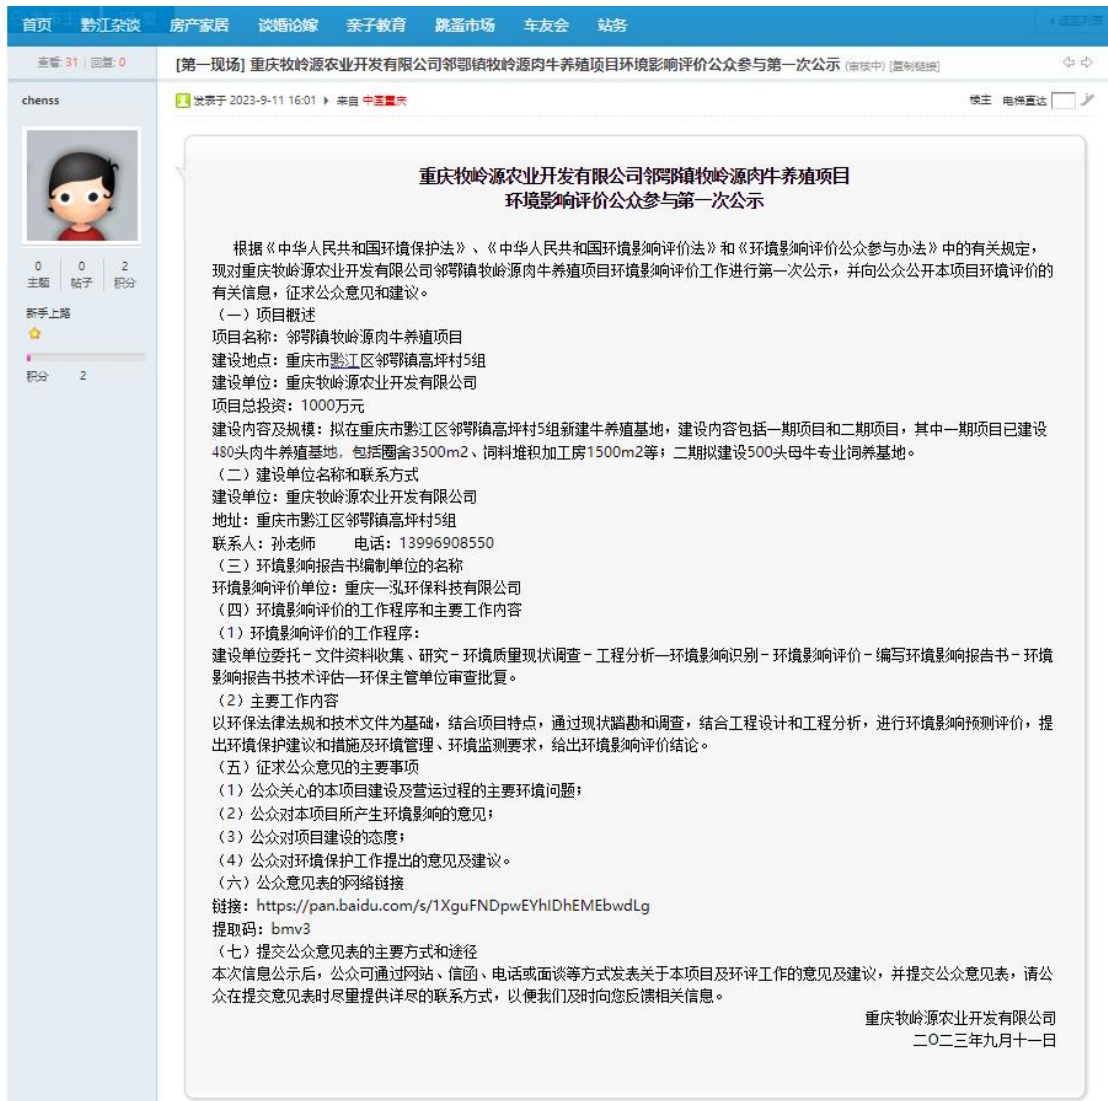 首页 黔江杂谈 房产家居 谈婚论嫁 亲子教育 跳蚤市场 车友会 站务
返回列表
查看: 31 | 回复: 0
[第一现场] 重庆牧岭源农业开发有限公司邻鄂镇牧岭源肉牛养殖项目环境影响评价公众参与第一次公示 (审核中) [复制链接]
chenss
发表于 2023-9-11 16:01 来自 中国重庆
楼主 电梯直达
0 0 2
主题 帖子 积分
新手上路
积分 2
重庆牧岭源农业开发有限公司邻鄂镇牧岭源肉牛养殖项目
环境影响评价公众参与第一次公示
根据《中华人民共和国环境保护法》、《中华人民共和国环境影响评价法》和《环境影响评价公众参与办法》中的有关规定，
现对重庆牧岭源农业开发有限公司邻鄂镇牧岭源肉牛养殖项目环境影响评价工作进行第一次公示，并向公众公开本项目环境评价的
有关信息，征求公众意见和建议。
（一）项目概述
项目名称：邻鄂镇牧岭源肉牛养殖项目
建设地点：重庆市黔江区邻鄂镇高坪村5组
建设单位：重庆牧岭源农业开发有限公司
项目总投资：1000万元
建设内容及规模：拟在重庆市黔江区邻鄂镇高坪村5组新建牛养殖基地，建设内容包括一期项目和二期项目，其中一期项目已建设
480头肉牛养殖基地，包括圈舍3500m2、饲料堆积加工房1500m2等；二期拟建设500头母牛专业饲养基地。
（二）建设单位名称和联系方式
建设单位：重庆牧岭源农业开发有限公司
地址：重庆市黔江区邻鄂镇高坪村5组
联系人：孙老师 电话：13996908550
（三）环境影响报告书编制单位的名称
环境影响评价单位：重庆一泓环保科技有限公司
（四）环境影响评价的工作程序和主要工作内容
（1）环境影响评价的工作程序：
建设单位委托－文件资料收集、研究－环境质量现状调查－工程分析—环境影响识别－环境影响评价－编写环境影响报告书－环境
影响报告书技术评估—环保主管单位审查批复。
（2）主要工作内容
以环保法律法规和技术文件为基础，结合项目特点，通过现状踏勘和调查，结合工程设计和工程分析，进行环境影响预测评价，提
出环境保护建议和措施及环境管理、环境监测要求，给出环境影响评价结论。
（五）征求公众意见的主要事项
（1）公众关心的本项目建设及营运过程的主要环境问题；
（2）公众对本项目所产生环境影响的意见；
（3）公众对项目建设的态度；
（4）公众对环境保护工作提出的意见及建议。
（六）公众意见表的网络链接
链接：https://pan.baidu.com/s/1XguFNDpwEYhIDhEMEbwdLg
提取码：bmv3
（七）提交公众意见表的主要方式和途径
本次信息公示后，公众可通过网站、信函、电话或面谈等方式发表关于本项目及环评工作的意见及建议，并提交公众意见表，请公
众在提交意见表时尽量提供详尽的联系方式，以便我们及时向您反馈相关信息。
重庆牧岭源农业开发有限公司
二〇二三年九月十一日